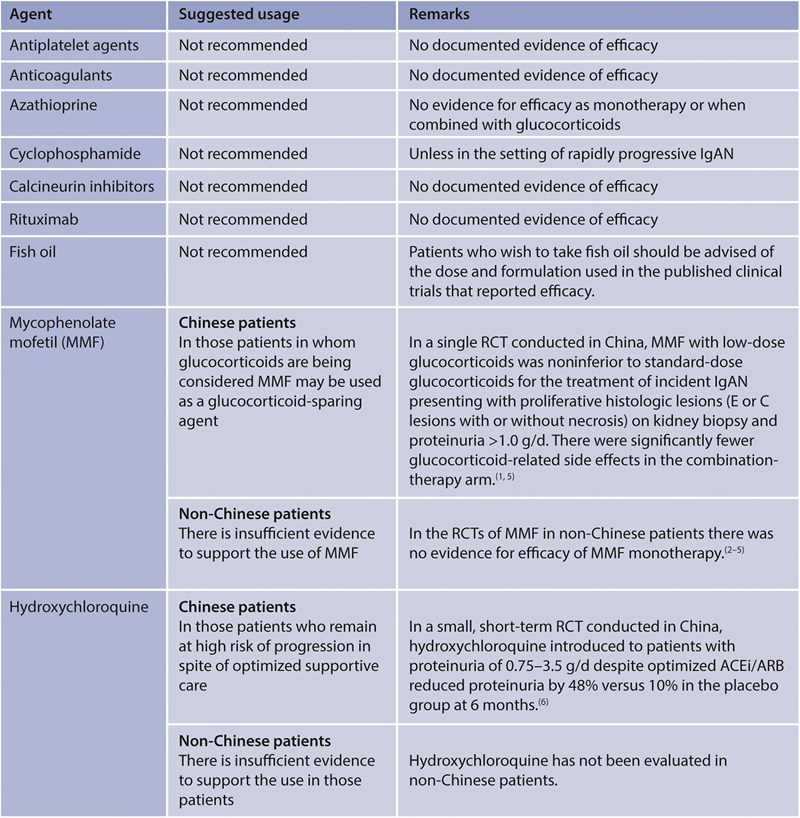 Agent Suggested usage Remarks
Antiplatelet agents Not recommended No documented evidence of efficacy
Anticoagulants Not recommended No documented evidence of efficacy
Azathioprine Not recommended No evidence for efficacy as monotherapy or when
combined with glucocorticoids
Cyclophosphamide Not recommended Unless in the setting of rapidly progressive IgAN
Calcineurin inhibitors Not recommended No documented evidence of efficacy
Rituximab Not recommended No documented evidence of efficacy
Fish oil Not recommended Patients who wish to take fish oil should be advised of
the dose and formulation used in the published clinical
trials that reported efficacy.
Mycophenolate
mofetil (MMF)
Chinese patients
In those patients in whom
glucocorticoids are being
considered MMF may be used
as a glucocorticoid-sparing
agent
In a single RCT conducted in China, MMF with low-dose
glucocorticoids was noninferior to standard-dose
glucocorticoids for the treatment of incident IgAN
presenting with proliferative histologic lesions (E or C
lesions with or without necrosis) on kidney biopsy and
proteinuria >1.0 g/d. There were significantly fewer
glucocorticoid-related side effects in the combination-
therapy arm.(1, 5)
Non-Chinese patients
There is insufficient evidence
to support the use of MMF
In the RCTs of MMF in non-Chinese patients there was
no evidence for efficacy of MMF monotherapy.(2–5)
Hydroxychloroquine
Chinese patients
In those patients who remain
at high risk of progression in
spite of optimized supportive
care
In a small, short-term RCT conducted in China,
hydroxychloroquine introduced to patients with
proteinuria of 0.75–3.5 g/d despite optimized ACEi/ARB
reduced proteinuria by 48% versus 10% in the placebo
group at 6 months.(6)
Non-Chinese patients
There is insufficient evidence
to support the use in those
patients
Hydroxychloroquine has not been evaluated in
non-Chinese patients.